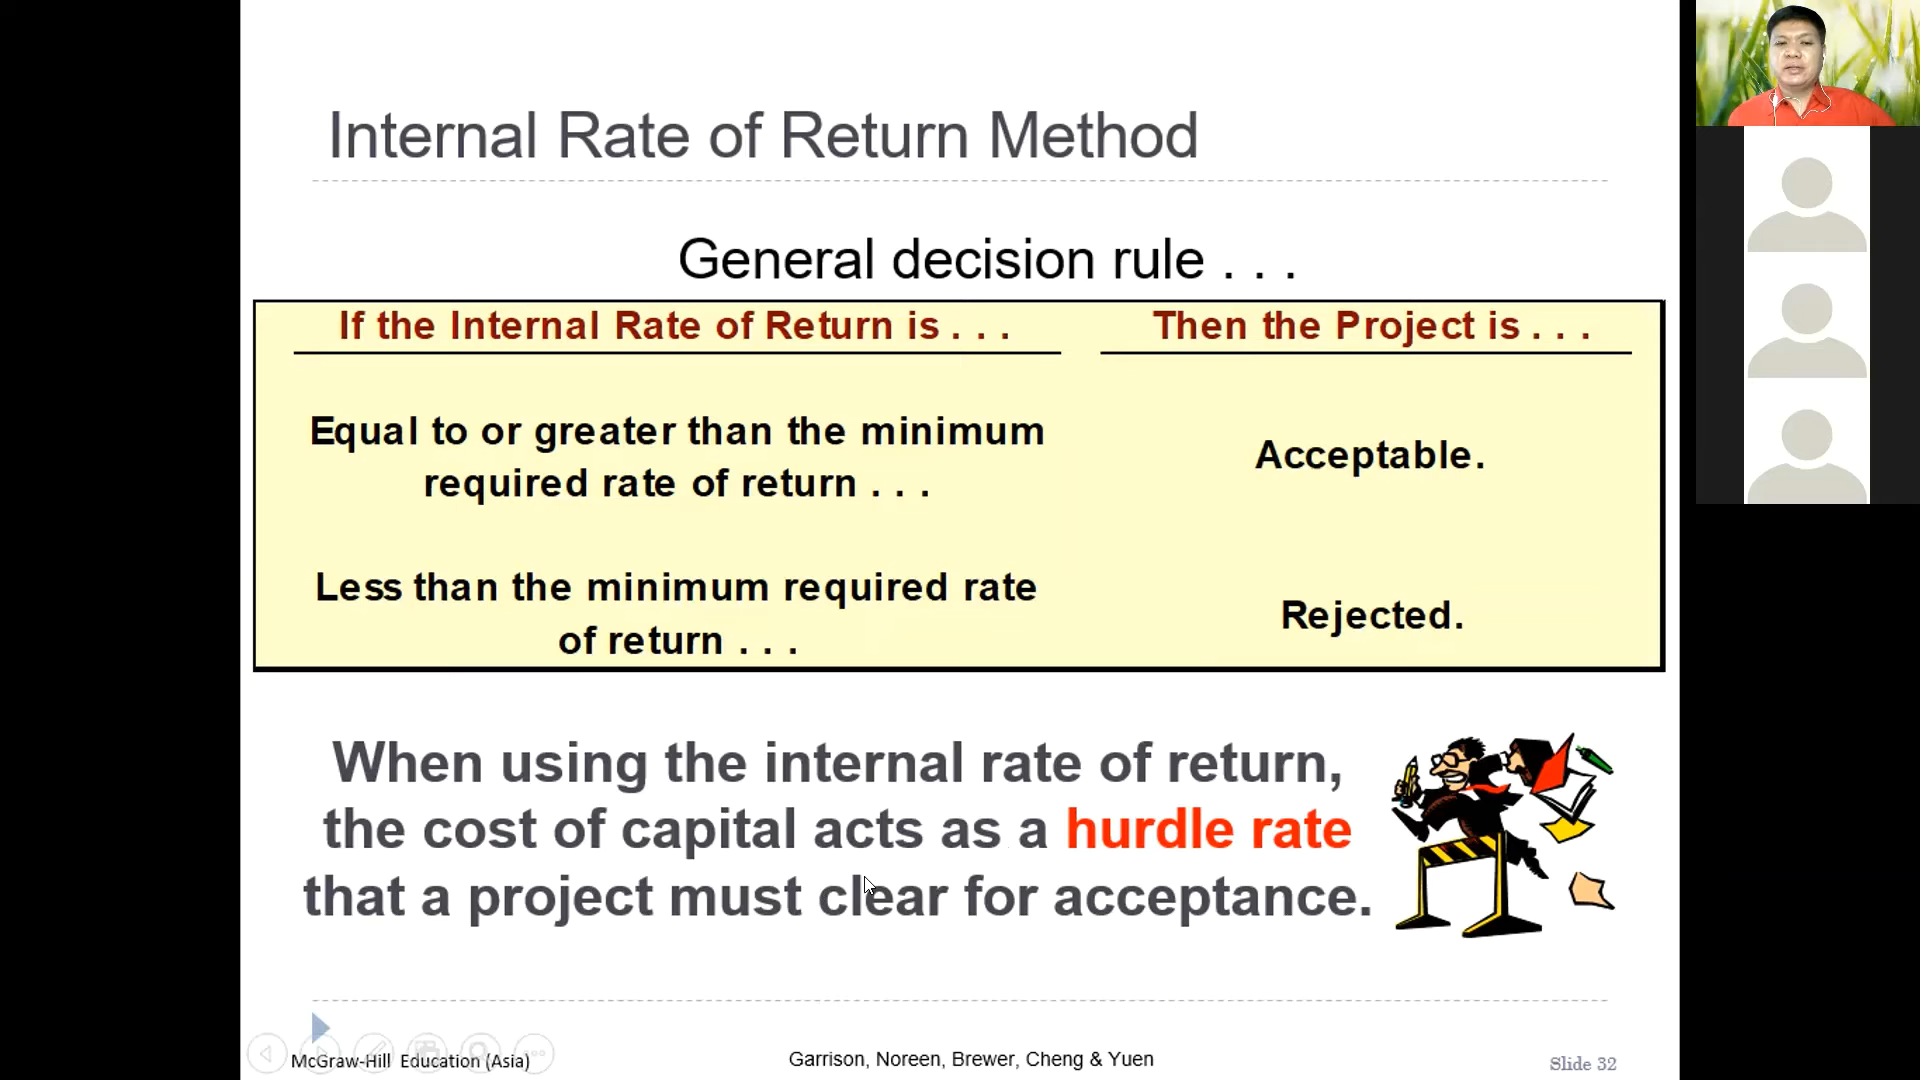 Internal Rate of Return Method
General decision rule . . .
If the Internal Rate of Return is . . .
Then the Project is . . .
Equal to or greater than the minimum
required rate of return . . .
Acceptable.
Less than the minimum required rate
of return . . .
Rejected.
When using the internal rate of return,
the cost of capital acts as a hurdle rate
that a project must clear for acceptance.
McGraw-Hill Education (Asia)
Garrison, Noreen, Brewer, Cheng & Yuen
Slide 32